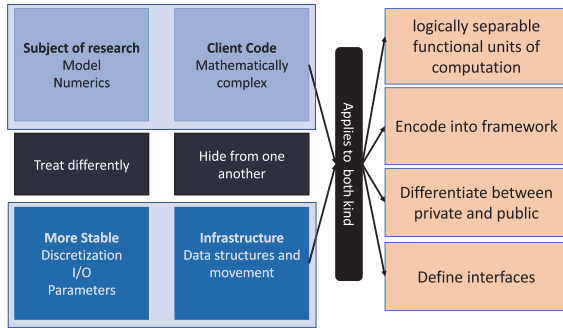 Subject of research
Model
Numerics
Client Code
Mathematically
complex
Treat differently
Hide from one
another
More Stable
Discretization
I/O
Parameters
Infrastructure
Data structures and
movement
Applies to both kind
logically separable
functional units of
computation
Encode into framework
Differentiate between
private and public
Define interfaces